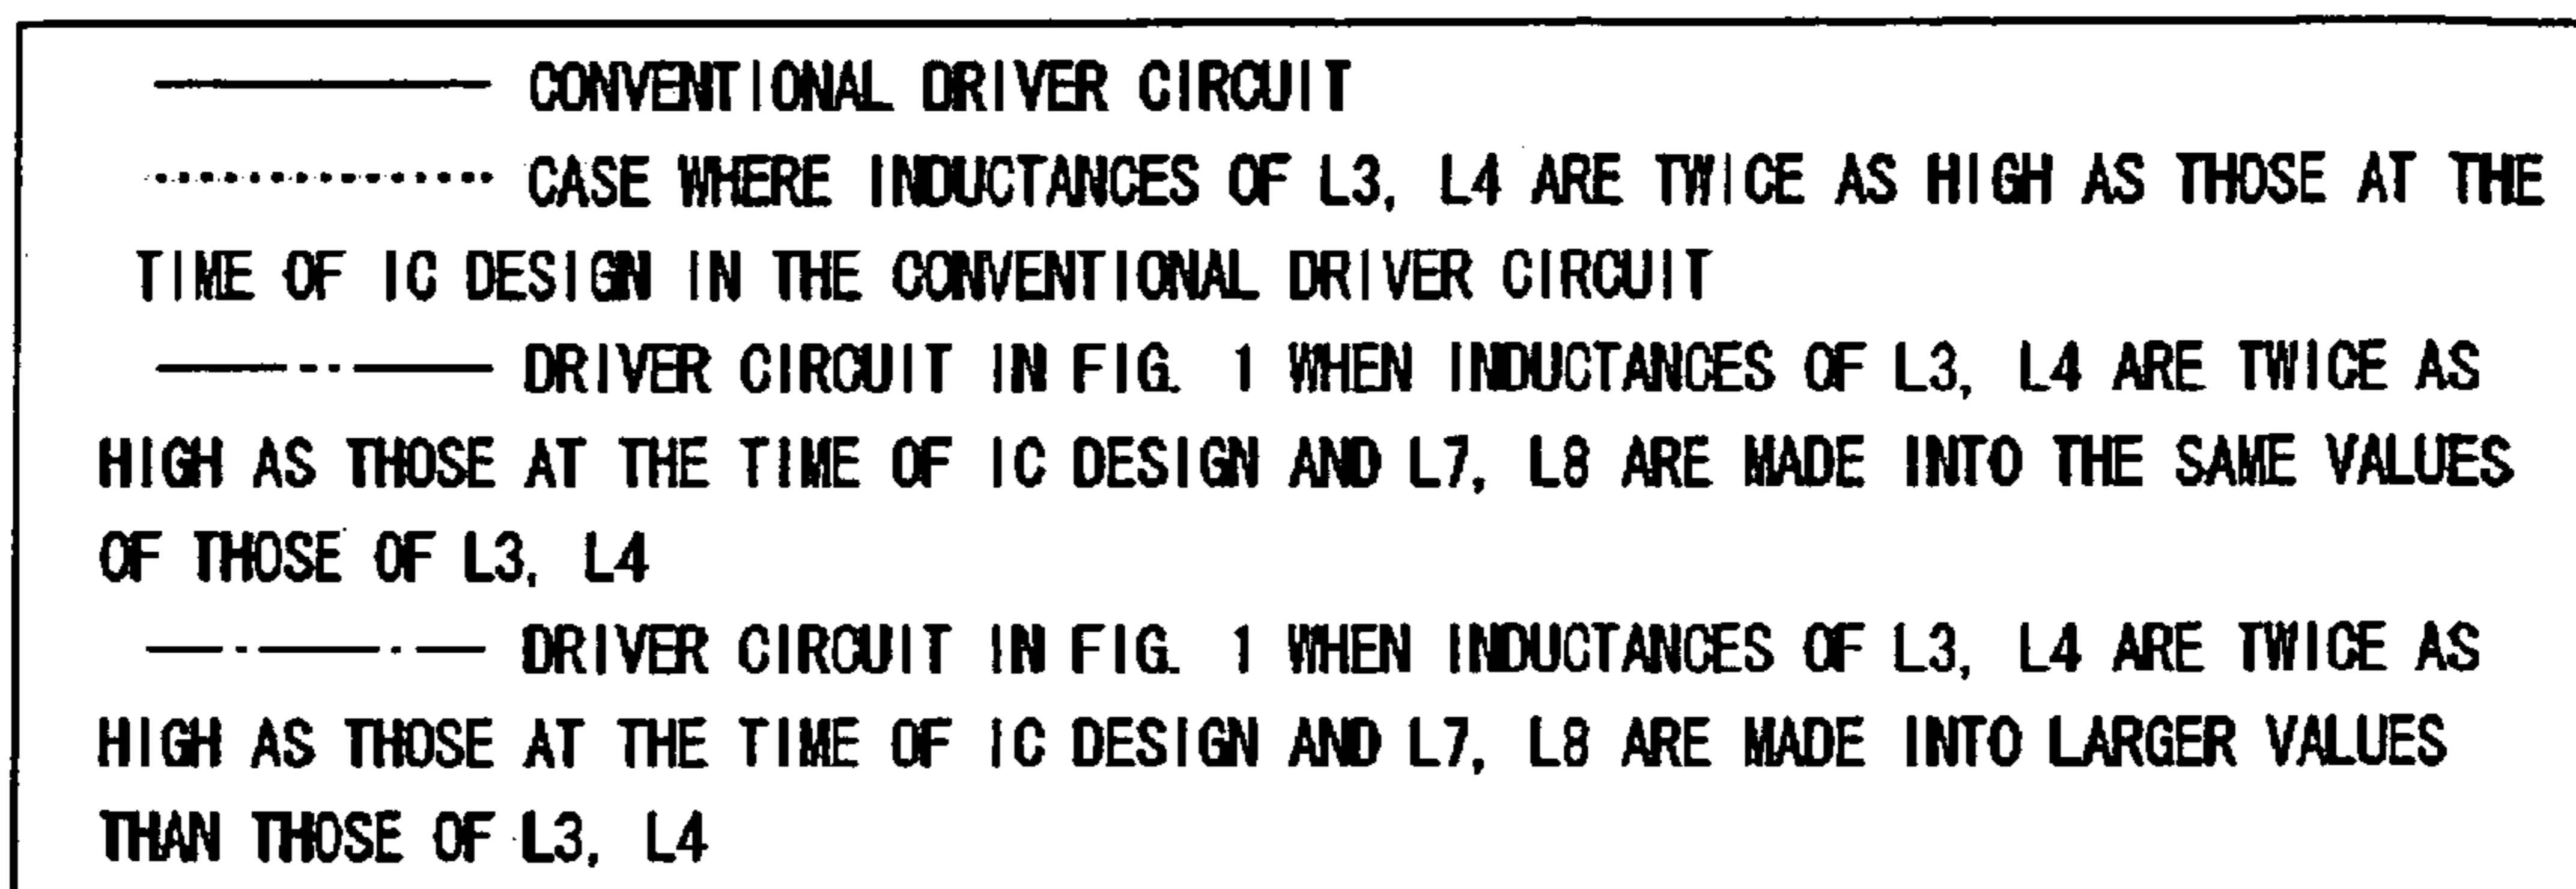 CONVENTIONAL DRIVER CIRCUIT
CASE WHERE INDUCTANCES OF L3, L4 ARE TWICE AS HIGH AS THOSE AT THE
TIME OF IC DESIGN IN THE CONVENTIONAL DRIVER CIRCUIT
DRIVER CIRCUIT IN FIG. 1 WHEN INDUCTANCES OF L3, L4 ARE TWICE AS
HIGH AS THOSE AT THE TIME OF IC DESIGN AND L7, L8 ARE MADE INTO THE SAME VALUES
OF THOSE OF L3, L4
DRIVER CIRCUIT IN FIG. 1 WHEN INDUCTANCES OF L3, L4 ARE TWICE AS
HIGH AS THOSE AT THE TIME OF IC DESIGN AND L7, L8 ARE MADE INTO LARGER VALUES
THAN THOSE OF L3, L4